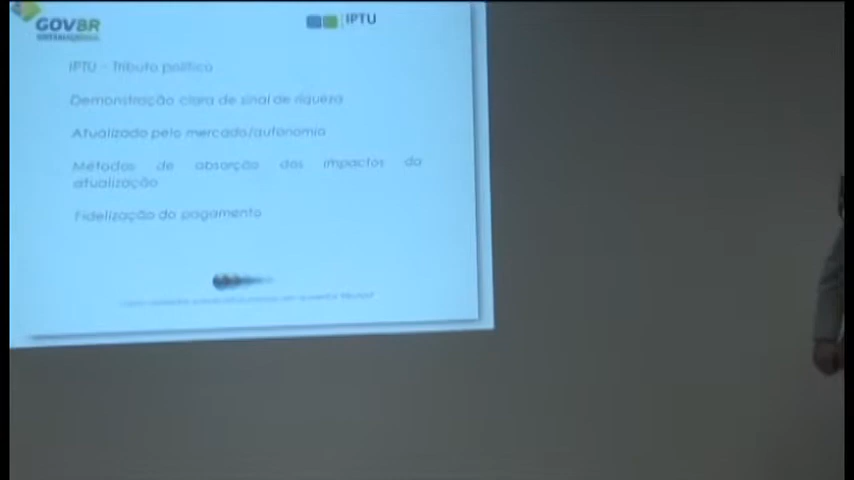 GOVBR
IPTU
IPTU – Tributo político
Demonstração clara de sinal de riqueza
Atualizado pelo mercado/autonomia
Métodos de absorção dos impactos da
atualização
Fidelização do pagamento